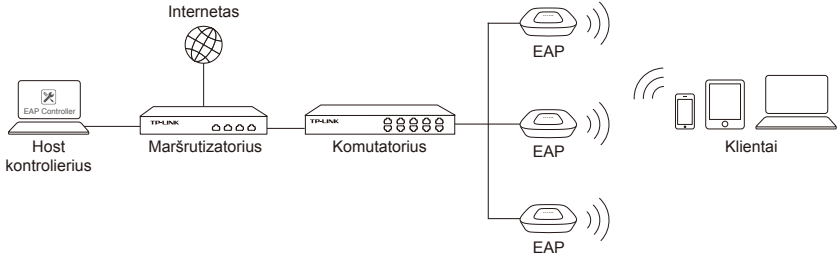 Internetas
EAP
EAP Controller
TP-LINK
TP-LINK
Host
kontrolierius
Maršrutizatorius
Komutatorius
EAP
Klientai
EAP